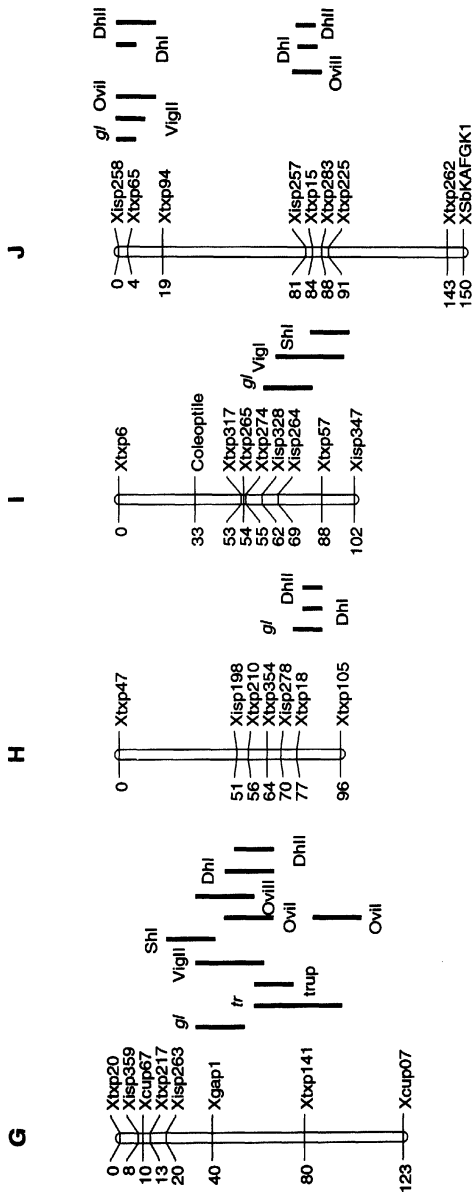 G
0 Xtxp20
8 Xisp359
10 Xcup67
13 Xtxp217
20 Xisp263
40 Xgap1
80 Xtxp141
123 Xcup07
gl
tr
trup
VigII
ShI
OviI
OviI
OviII
DhI
DhII
H
0 Xtxp47
51 Xisp198
56 Xtxp210
64 Xtxp354
70 Xisp278
77 Xtxp18
96 Xtxp105
gl
DhI
DhII
I
0 Xtxp6
33 Coleoptile
53 Xtxp317
54 Xtxp265
55 Xtxp274
62 Xisp328
69 Xisp264
88 Xtxp57
102 Xisp347
gl
VigI
ShI
J
0 Xisp258
4 Xtxp65
19 Xtxp94
81 Xisp257
84 Xtxp15
88 Xtxp283
91 Xtxp225
143 Xtxp262
150 XSbKAFGK1
gl
VigII
OviI
DhI
DhII
OviII
DhI
DhII